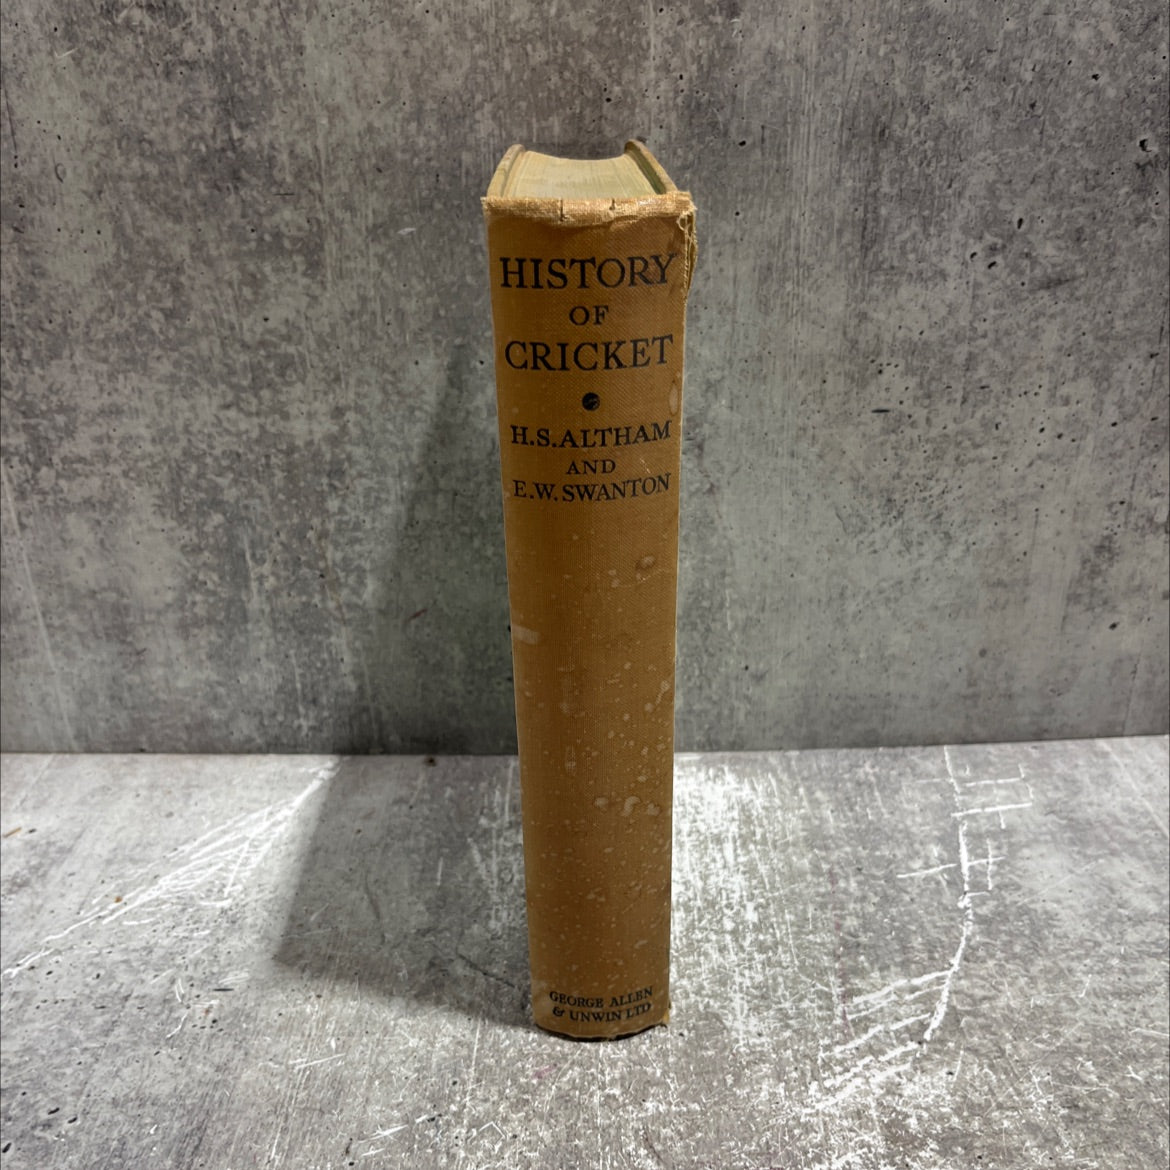 HISTORY
OF
CRICKET
H.S. ALTHAM
AND
E.W. SWANTON
GEORGE ALLEN
& UNWIN LTD